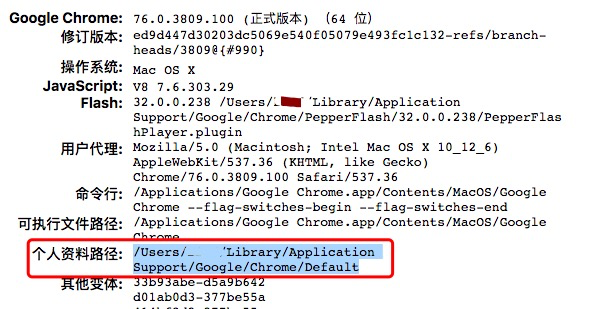 Google Chrome: 76.0.3809.100 (正式版本) (64 位)
修订版本: ed9d447d30203dc5069e540f05079e493fc1c132-refs/branch-
heads/3809@{#990}
操作系统: Mac OS X
JavaScript: V8 7.6.303.29
Flash: 32.0.0.238 /Users/ /Library/Application
Support/Google/Chrome/PepperFlash/32.0.0.238/PepperFlas
hPlayer.plugin
用户代理: Mozilla/5.0 (Macintosh; Intel Mac OS X 10_12_6)
AppleWebKit/537.36 (KHTML, like Gecko)
Chrome/76.0.3809.100 Safari/537.36
命令行: /Applications/Google Chrome.app/Contents/MacOS/Google
Chrome --flag-switches-begin --flag-switches-end
可执行文件路径: /Applications/Google Chrome.app/Contents/MacOS/Google
Chrome
个人资料路径: /Users/ /Library/Application
Support/Google/Chrome/Default
其他变体: 33b93abe-d5a9b642
d01ab0d3-377be55a